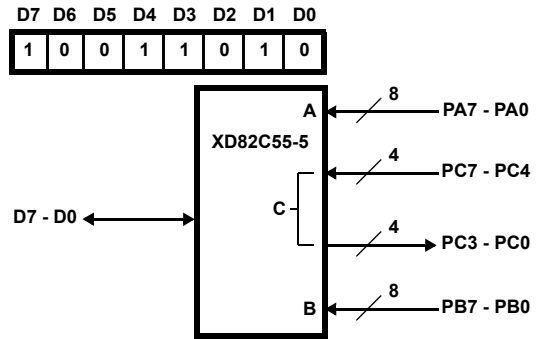 D7 D6 D5 D4 D3 D2 D1 D0
1 0 0 1 1 0 1 0
8
A PA7 - PA0
XD82C55-5
4
PC7 - PC4
C
D7 - D0
4
PC3 - PC0
8
B PB7 - PB0